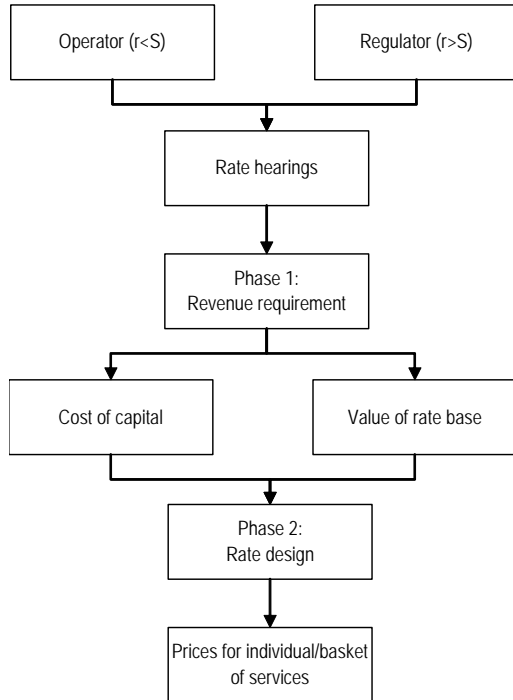 Operator (r<S)
Regulator (r>S)
Rate hearings
Phase 1:
Revenue requirement
Cost of capital
Value of rate base
Phase 2:
Rate design
Prices for individual/basket
of services